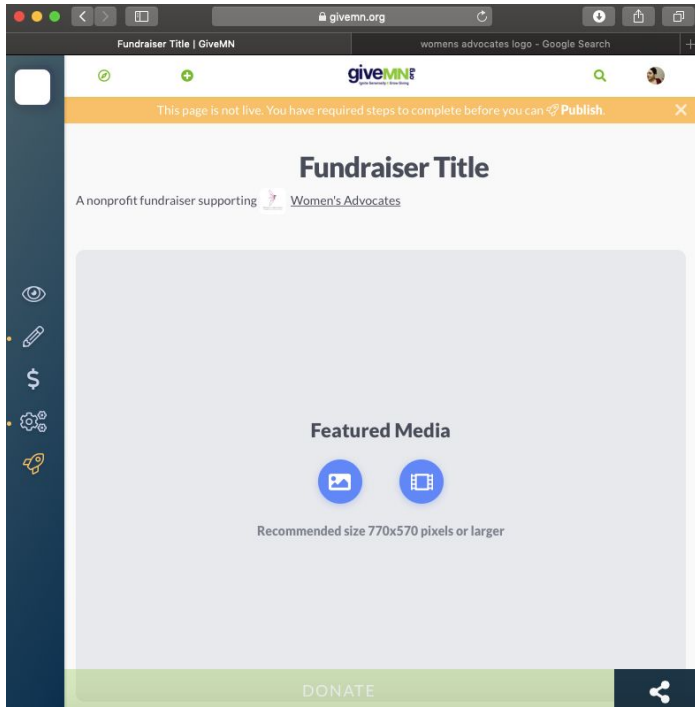 givemn.org
Fundraiser Title | GiveMN
womens advocates logo - Google Search
giveMN.org
This page is not live. You have required steps to complete before you can Publish.
Fundraiser Title
A nonprofit fundraiser supporting Women's Advocates
Featured Media
Recommended size 770x570 pixels or larger
DONATE